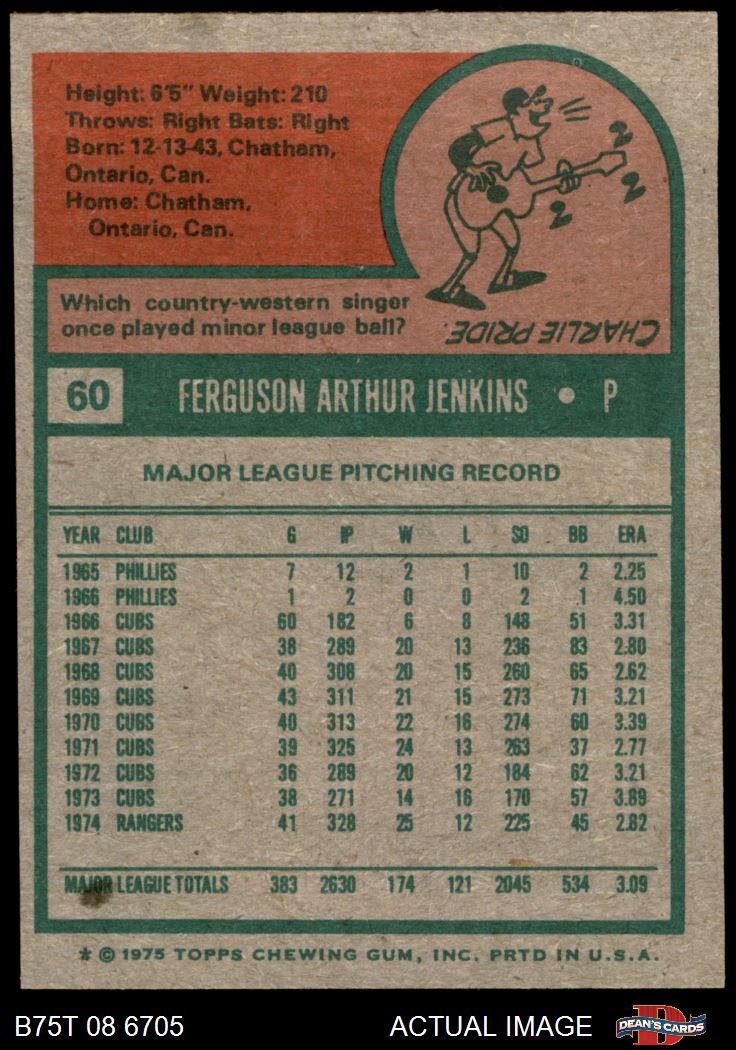 Height: 6'5" Weight: 210
Throws: Right Bats: Right
Born: 12-13-43, Chatham,
Ontario, Can.
Home: Chatham,
Ontario, Can.
Which country-western singer
once played minor league ball?
CHARLIE PRIDE.
60 FERGUSON ARTHUR JENKINS • P
MAJOR LEAGUE PITCHING RECORD
YEAR CLUB G IP W L SO BB ERA
1965 PHILLIES 7 12 2 1 10 2 2.25
1966 PHILLIES 1 2 0 0 2 1 4.50
1966 CUBS 60 182 6 8 148 51 3.31
1967 CUBS 38 289 20 13 236 83 2.80
1968 CUBS 40 308 20 15 260 65 2.62
1969 CUBS 43 311 21 15 273 71 3.21
1970 CUBS 40 313 22 16 274 60 3.39
1971 CUBS 39 325 24 13 263 37 2.77
1972 CUBS 36 289 20 12 184 62 3.21
1973 CUBS 38 271 14 16 170 57 3.89
1974 RANGERS 41 328 25 12 225 45 2.82
MAJOR LEAGUE TOTALS 383 2630 174 121 2045 534 3.09
* © 1975 TOPPS CHEWING GUM, INC. PRTD IN U.S.A.
B75T 08 6705 ACTUAL IMAGE DEAN'S CARDS